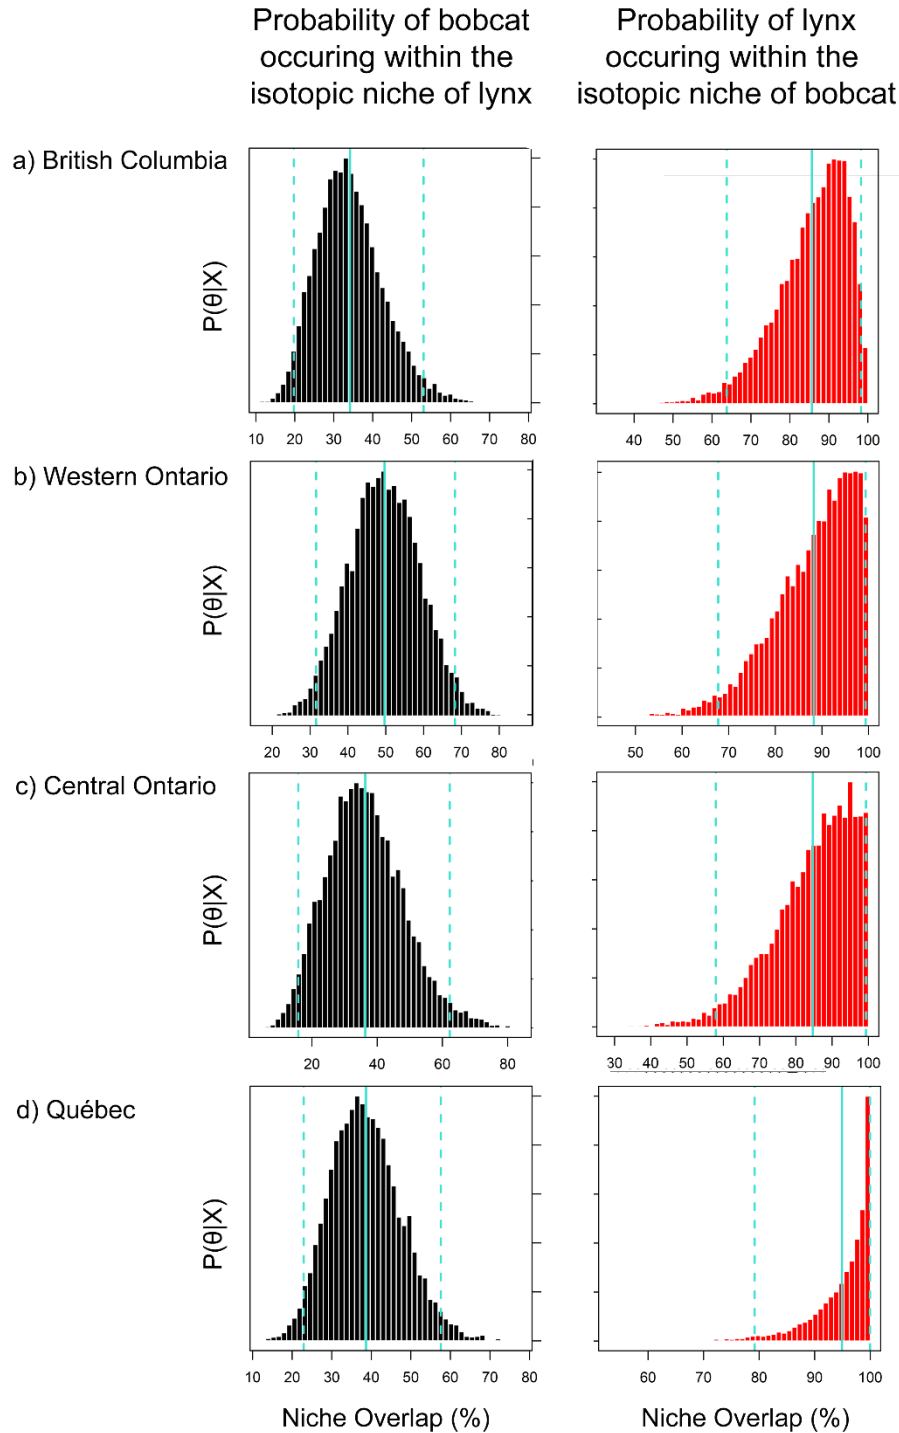 Probability of bobcat
occuring within the
isotopic niche of lynx
Probability of lynx
occuring within the
isotopic niche of bobcat
a) British Columbia
P(θ|X)
10 20 30 40 50 60 70 80
40 50 60 70 80 90 100
b) Western Ontario
P(θ|X)
20 30 40 50 60 70 80
50 60 70 80 90 100
c) Central Ontario
P(θ|X)
20 40 60 80
30 40 50 60 70 80 90 100
d) Québec
P(θ|X)
10 20 30 40 50 60 70 80
60 70 80 90 100
Niche Overlap (%)
Niche Overlap (%)